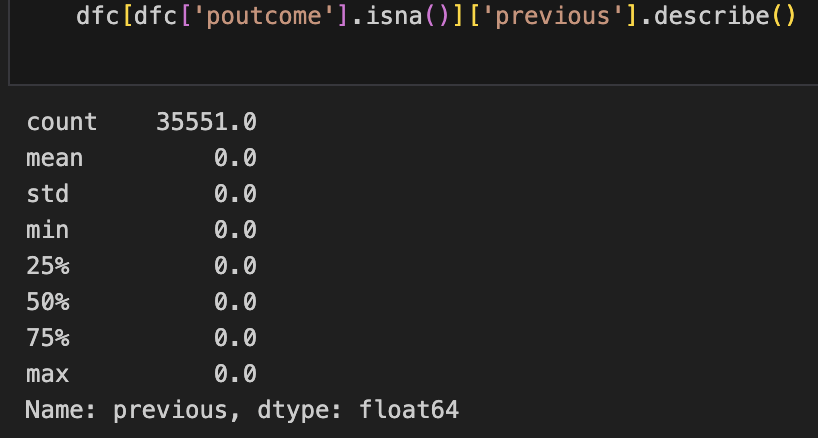 dfc[dfc['poutcome'].isna()]['previous'].describe()
count    35551.0
mean         0.0
std          0.0
min          0.0
25%          0.0
50%          0.0
75%          0.0
max          0.0
Name: previous, dtype: float64